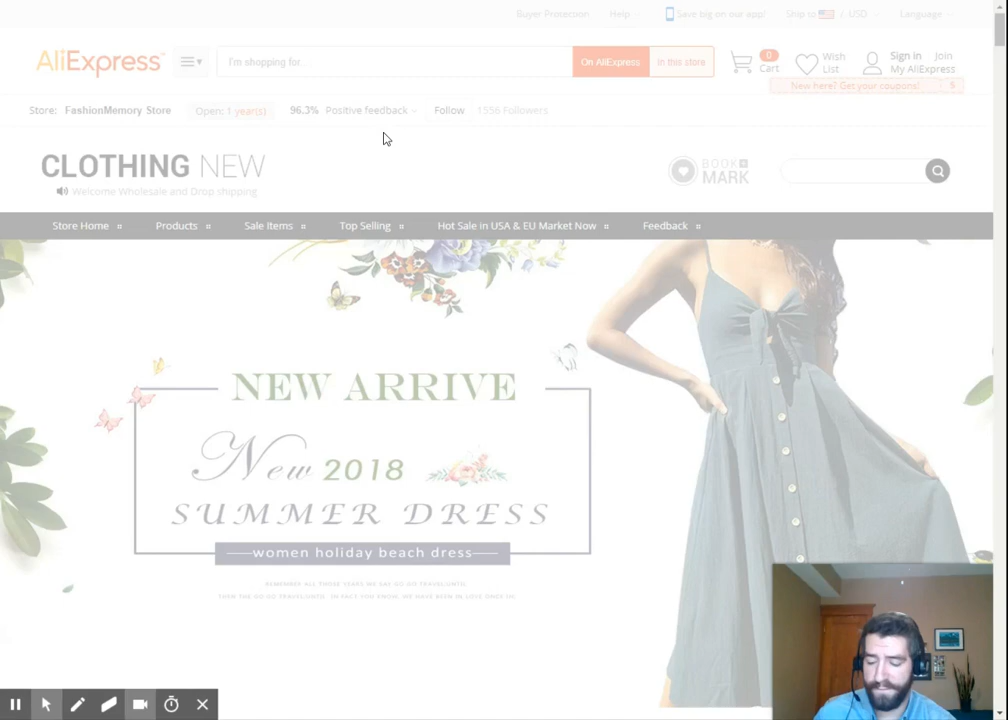 Buyer Protection Help Save big on our app! Ship to / USD Language
AliExpress
I'm shopping for..
On AliExpress
in this store
0
Cart
Wish
List
Sign in Join
My AliExpress
New here? Get your coupons! $
Store: FashionMemory Store Open: 1 year(s) 96.3% Positive feedback Follow 1556 Followers
CLOTHING NEW
Welcome Wholesale and Drop shipping
BOOK
MARK
Store Home Products Sale Items Top Selling Hot Sale in USA & EU Market Now Feedback
NEW ARRIVE
New 2018
SUMMER DRESS
women holiday beach dress